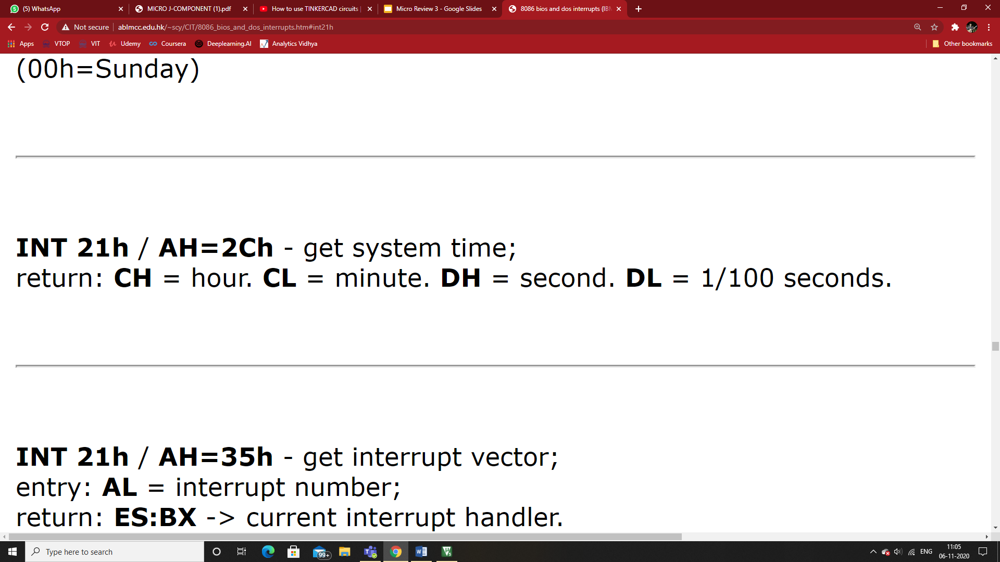 (5) WhatsApp
MICRO J-COMPONENT (1).pdf
How to use TINKERCAD circuits |
Micro Review 3 - Google Slides
8086 bios and dos interrupts (IBM
Not secure
ablmcc.edu.hk/~scy/CIT/8086_bios_and_dos_interrupts.htm#int21h
Apps
VTOP
VIT
Udemy
Coursera
Deeplearning.AI
Analytics Vidhya
Other bookmarks
(00h=Sunday)
INT 21h / AH=2Ch - get system time;
return: CH = hour. CL = minute. DH = second. DL = 1/100 seconds.
INT 21h / AH=35h - get interrupt vector;
entry: AL = interrupt number;
return: ES:BX -> current interrupt handler.
Type here to search
99+
ENG
11:05
06-11-2020